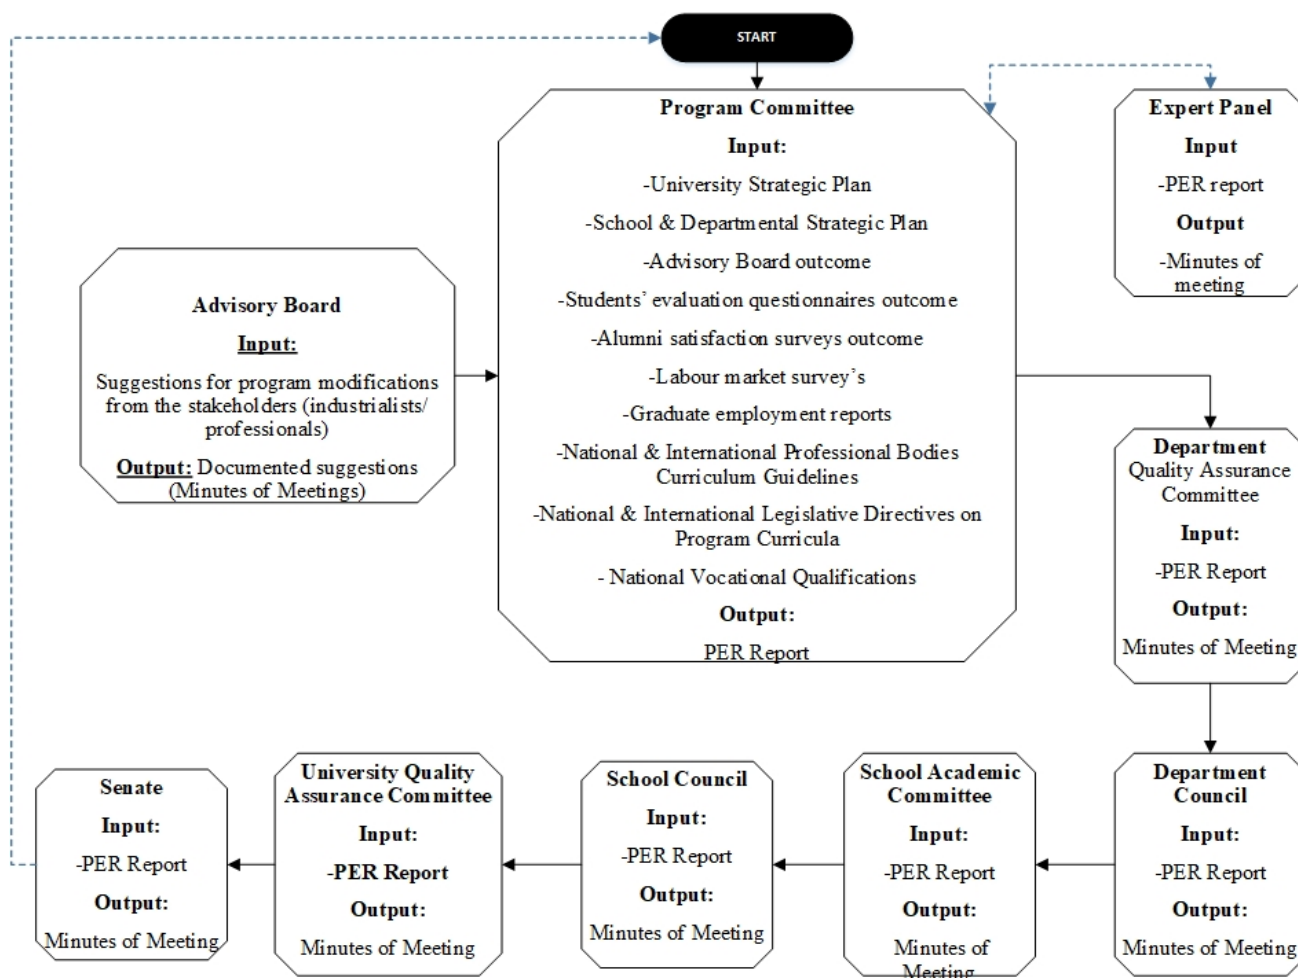 START
Program Committee
Input:
-University Strategic Plan
-School & Departmental Strategic Plan
-Advisory Board outcome
-Students’ evaluation questionnaires outcome
-Alumni satisfaction surveys outcome
-Labour market survey’s
-Graduate employment reports
-National & International Professional Bodies
Curriculum Guidelines
-National & International Legislative Directives on
Program Curricula
- National Vocational Qualifications
Output:
PER Report
Expert Panel
Input
-PER report
Output
-Minutes of
meeting
Advisory Board
Input:
Suggestions for program modifications
from the stakeholders (industrialists/
professionals)
Output: Documented suggestions
(Minutes of Meetings)
Department
Quality Assurance
Committee
Input:
-PER Report
Output:
Minutes of Meeting
Department
Council
Input:
-PER Report
Output:
Minutes of Meeting
School Academic
Committee
Input:
-PER Report
Output:
Minutes of
Meeting
School Council
Input:
-PER Report
Output:
Minutes of Meeting
University Quality
Assurance Committee
Input:
-PER Report
Output:
Minutes of Meeting
Senate
Input:
-PER Report
Output:
Minutes of Meeting